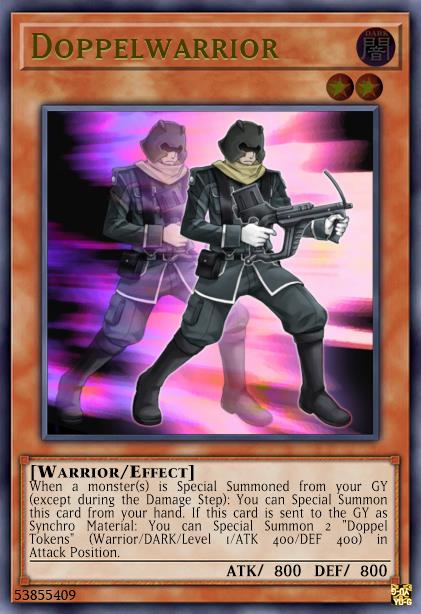 Doppelwarrior
DARK
闇
[Warrior/Effect]
When a monster(s) is Special Summoned from your GY
(except during the Damage Step): You can Special Summon
this card from your hand. If this card is sent to the GY as
Synchro Material: You can Special Summon 2 "Doppel
Tokens" (Warrior/DARK/Level 1/ATK 400/DEF 400) in
Attack Position.
ATK/ 800 DEF/ 800
53855409